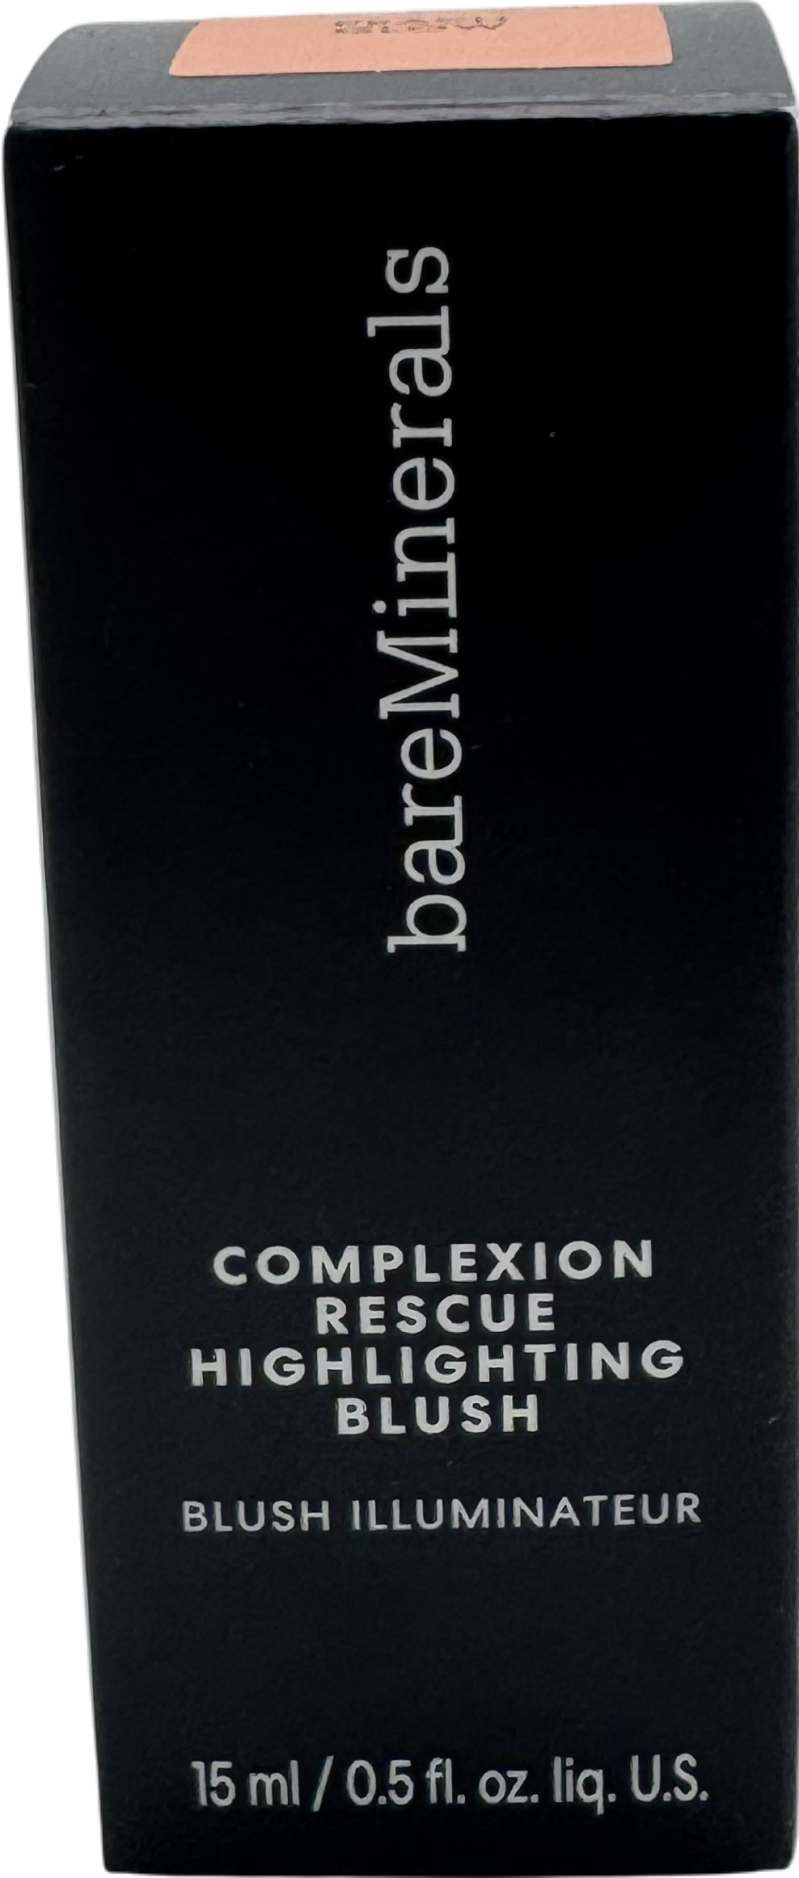 bareMinerals
COMPLEXION
RESCUE
HIGHLIGHTING
BLUSH
BLUSH ILLUMINATEUR
15 ml / 0.5 fl. oz. liq. U.S.